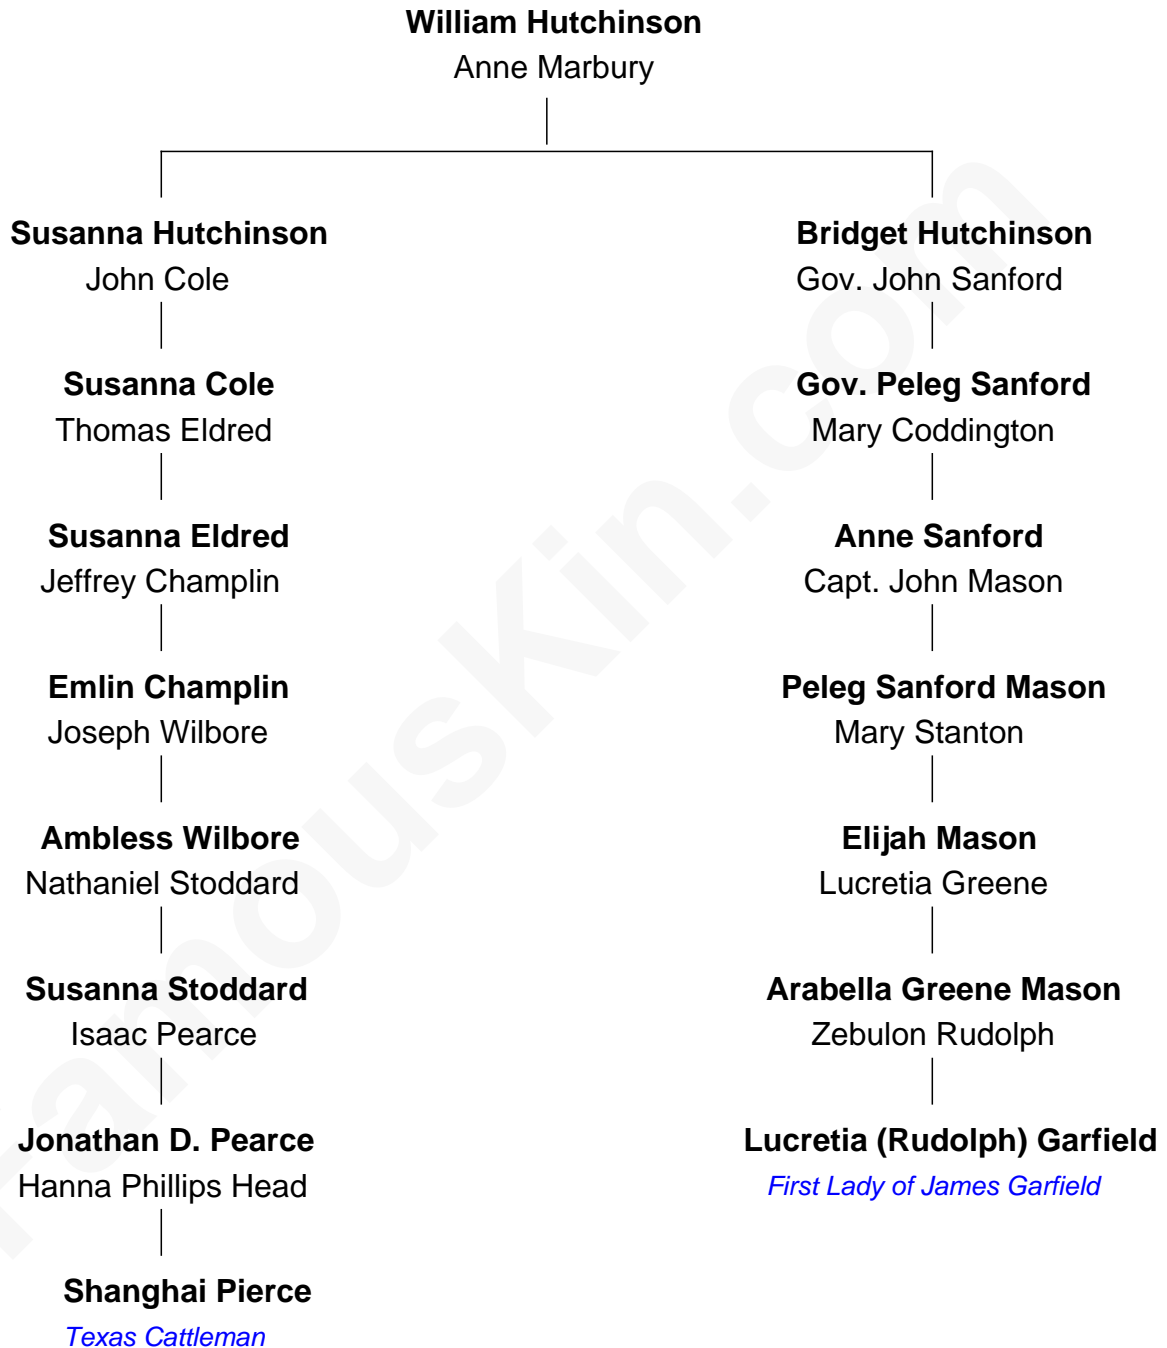 William Hutchinson
Anne Marbury
Susanna Hutchinson
John Cole
Susanna Cole
Thomas Eldred
Susanna Eldred
Jeffrey Champlin
Emlin Champlin
Joseph Wilbore
Ambless Wilbore
Nathaniel Stoddard
Susanna Stoddard
Isaac Pearce
Jonathan D. Pearce
Hanna Phillips Head
Shanghai Pierce
Texas Cattleman
Bridget Hutchinson
Gov. John Sanford
Gov. Peleg Sanford
Mary Coddington
Anne Sanford
Capt. John Mason
Peleg Sanford Mason
Mary Stanton
Elijah Mason
Lucretia Greene
Arabella Greene Mason
Zebulon Rudolph
Lucretia (Rudolph) Garfield
First Lady of James Garfield
FamousKin.com